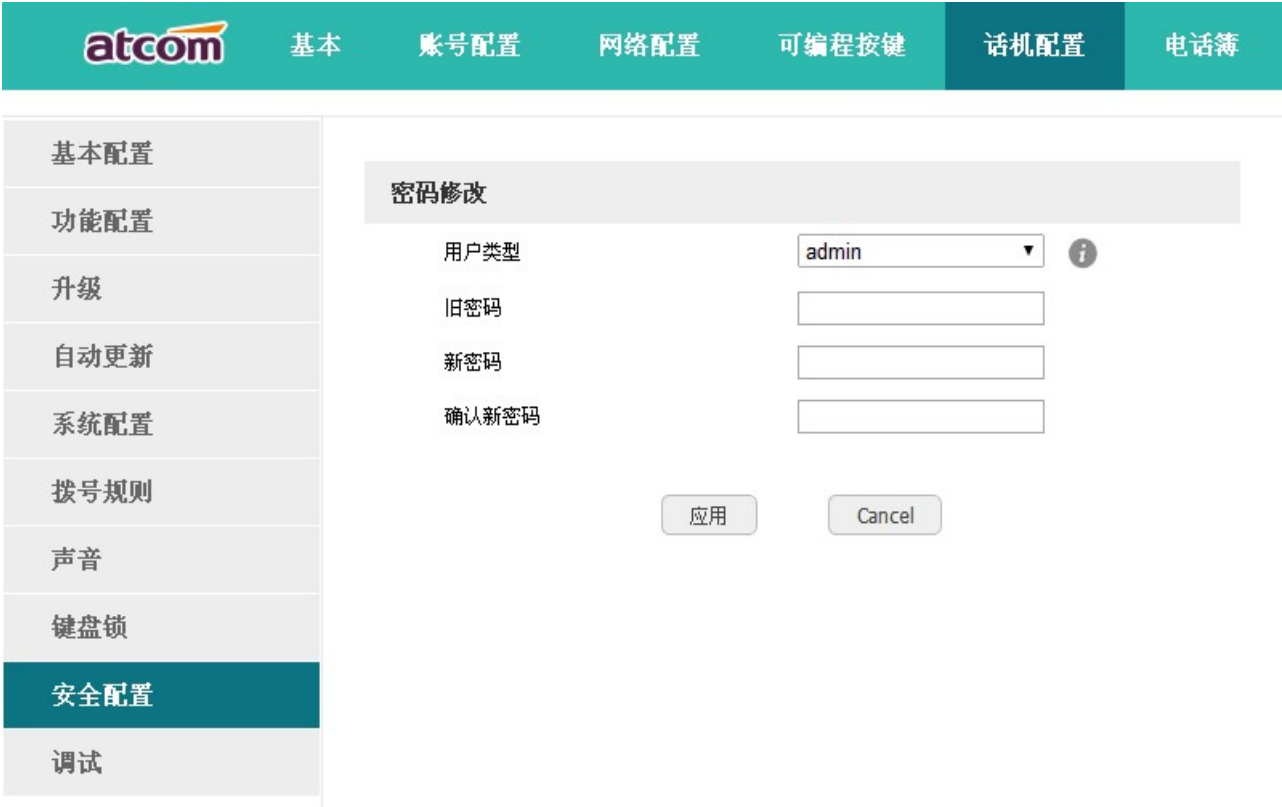 atcom 基本 账号配置 网络配置 可编程按键 话机配置 电话簿
基本配置
功能配置
升级
自动更新
系统配置
拨号规则
声音
键盘锁
安全配置
调试
密码修改
用户类型 admin
旧密码
新密码
确认新密码
应用 Cancel